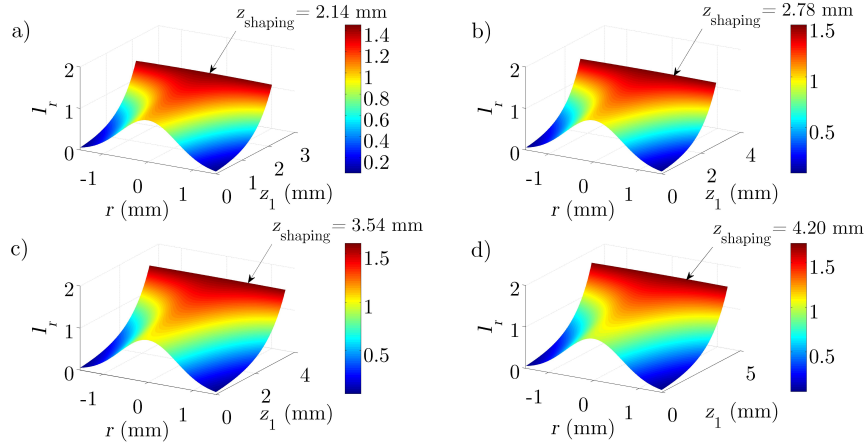 a)
z_shaping = 2.14 mm
2
1
0
l_r
-1
0
1
r (mm)
0
1
2
3
z_1 (mm)
1.4
1.2
1
0.8
0.6
0.4
0.2
b)
z_shaping = 2.78 mm
2
1
0
l_r
-1
0
1
r (mm)
0
2
4
z_1 (mm)
1.5
1
0.5
c)
z_shaping = 3.54 mm
2
1
0
l_r
-1
0
1
r (mm)
0
2
4
z_1 (mm)
1.5
1
0.5
d)
z_shaping = 4.20 mm
2
1
0
l_r
-1
0
1
r (mm)
0
5
z_1 (mm)
1.5
1
0.5